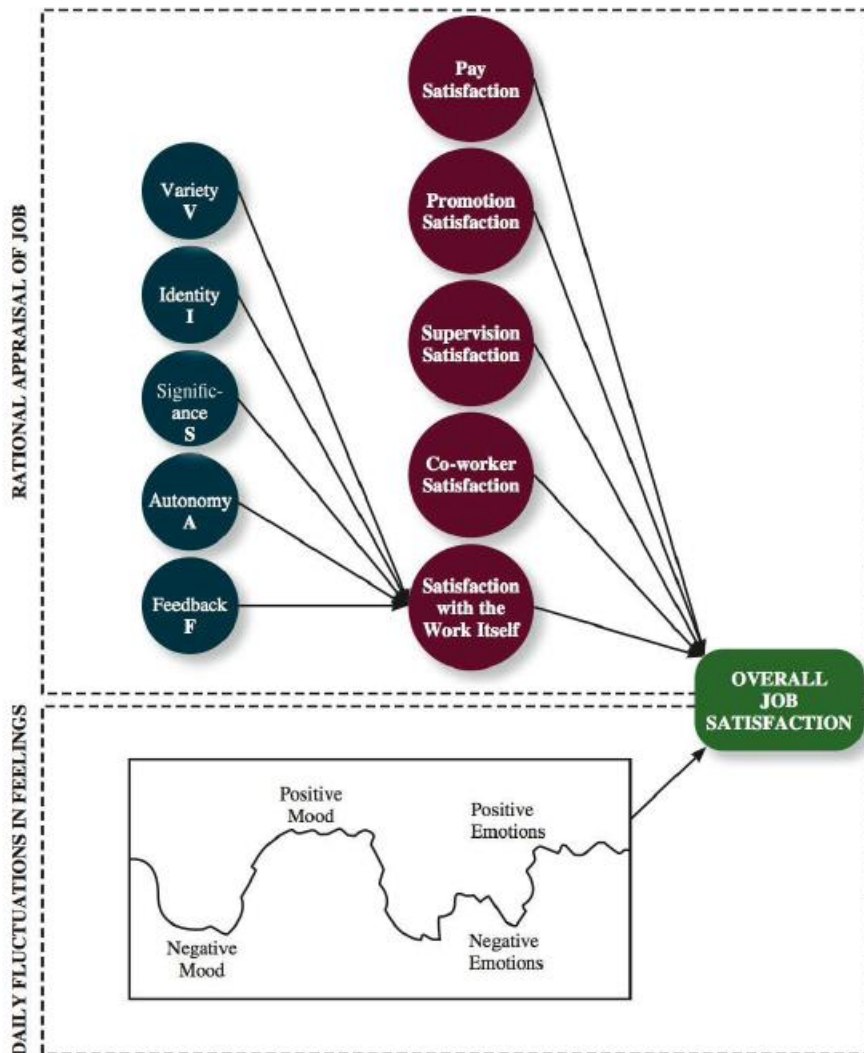 RATIONAL APPRAISAL OF JOB
Variety
V
Identity
I
Signific-
ance
S
Autonomy
A
Feedback
F
Pay
Satisfaction
Promotion
Satisfaction
Supervision
Satisfaction
Co-worker
Satisfaction
Satisfaction
with the
Work Itself
OVERALL
JOB
SATISFACTION
DAILY FLUCTUATIONS IN FEELINGS
Positive
Mood
Negative
Mood
Positive
Emotions
Negative
Emotions